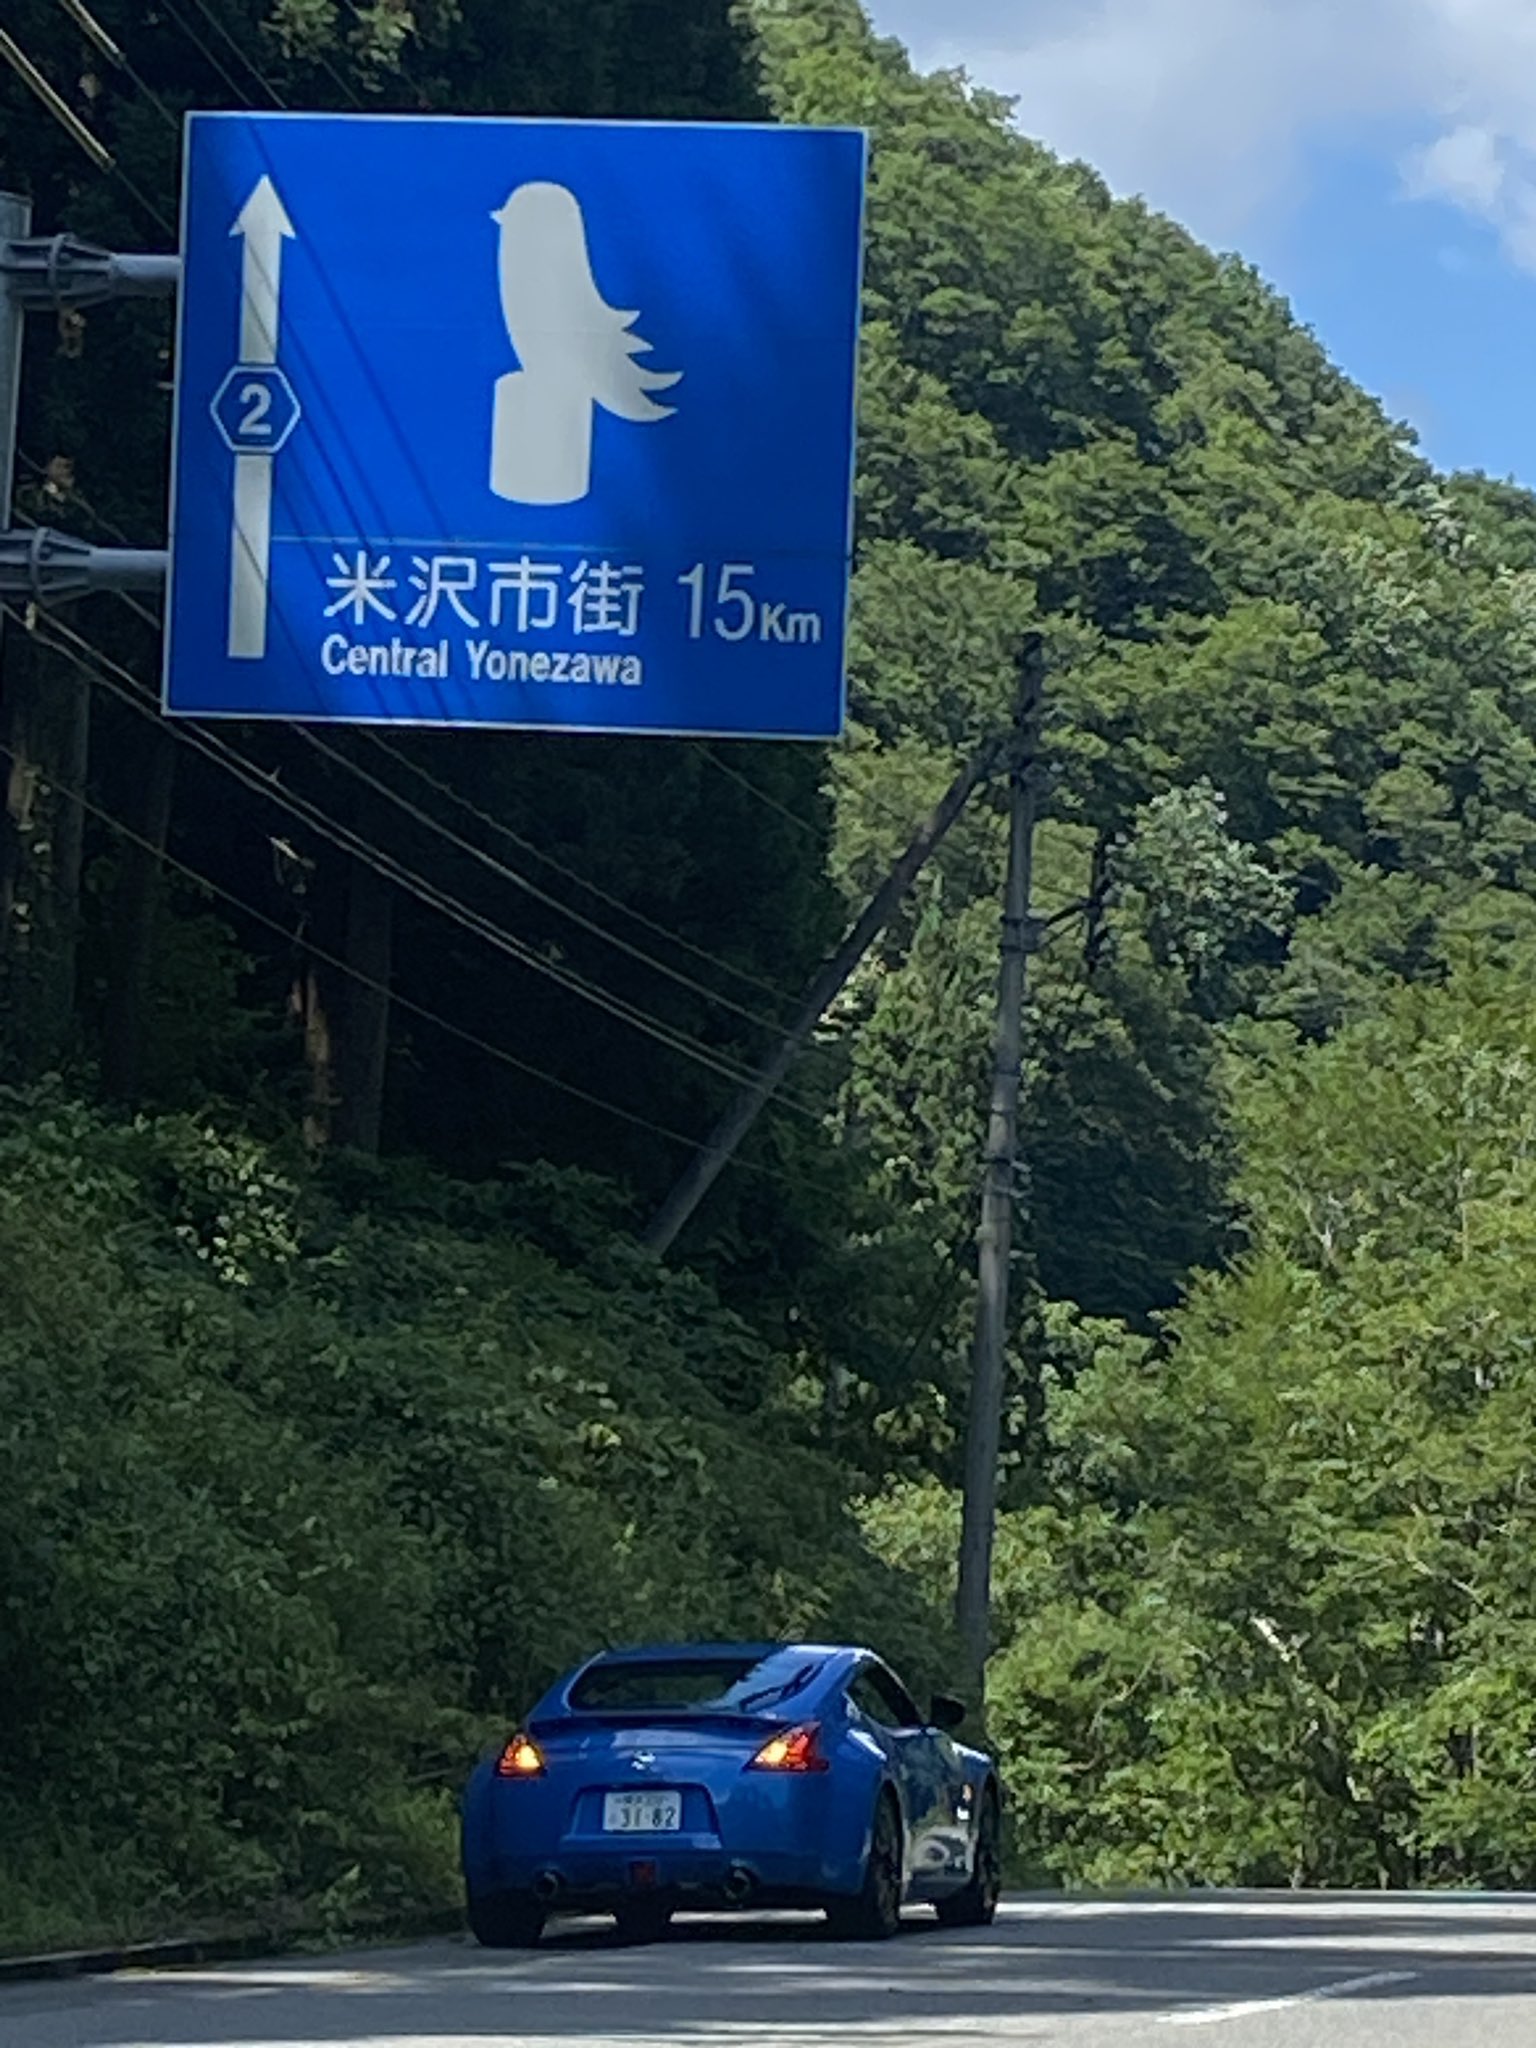 2
米沢市街 15Km
Central Yonezawa
31-82